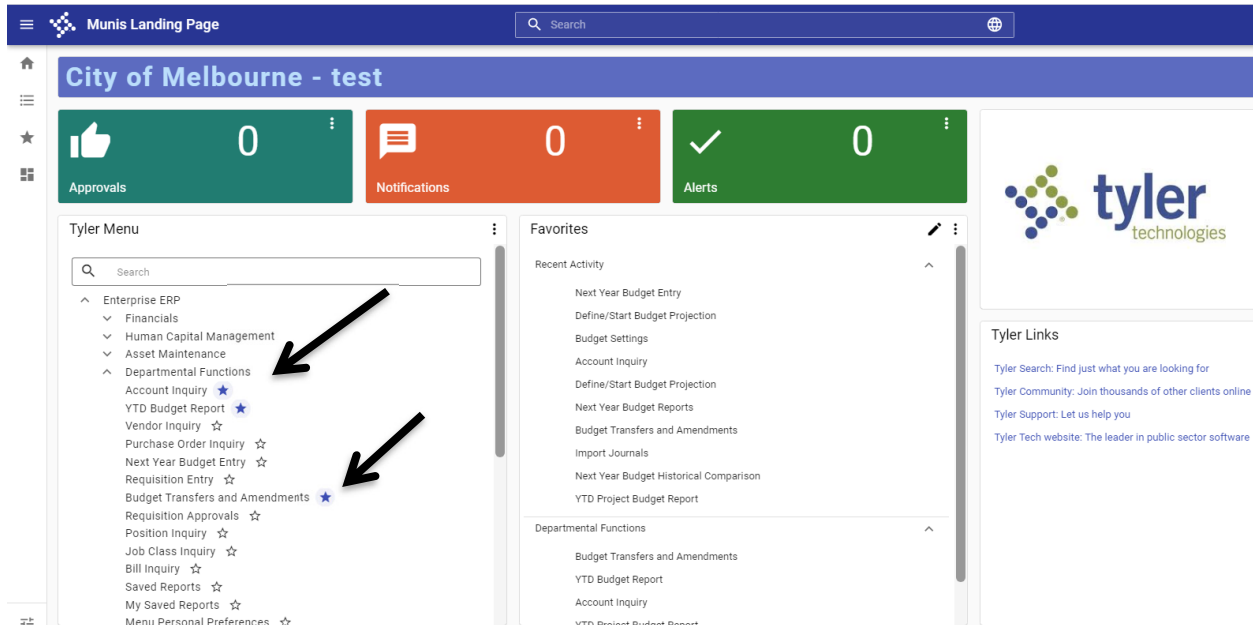 Munis Landing Page
Search
City of Melbourne - test
0
Approvals
0
Notifications
0
Alerts
tyler
technologies
Tyler Menu
Search
Enterprise ERP
Financials
Human Capital Management
Asset Maintenance
Departmental Functions
Account Inquiry
YTD Budget Report
Vendor Inquiry
Purchase Order Inquiry
Next Year Budget Entry
Requisition Entry
Budget Transfers and Amendments
Requisition Approvals
Position Inquiry
Job Class Inquiry
Bill Inquiry
Saved Reports
My Saved Reports
Menu Personal Preferences
Favorites
Recent Activity
Next Year Budget Entry
Define/Start Budget Projection
Budget Settings
Account Inquiry
Define/Start Budget Projection
Next Year Budget Reports
Budget Transfers and Amendments
Import Journals
Next Year Budget Historical Comparison
YTD Project Budget Report
Departmental Functions
Budget Transfers and Amendments
YTD Budget Report
Account Inquiry
YTD Project Budget Report
Tyler Links
Tyler Search: Find just what you are looking for
Tyler Community: Join thousands of other clients online
Tyler Support: Let us help you
Tyler Tech website: The leader in public sector software